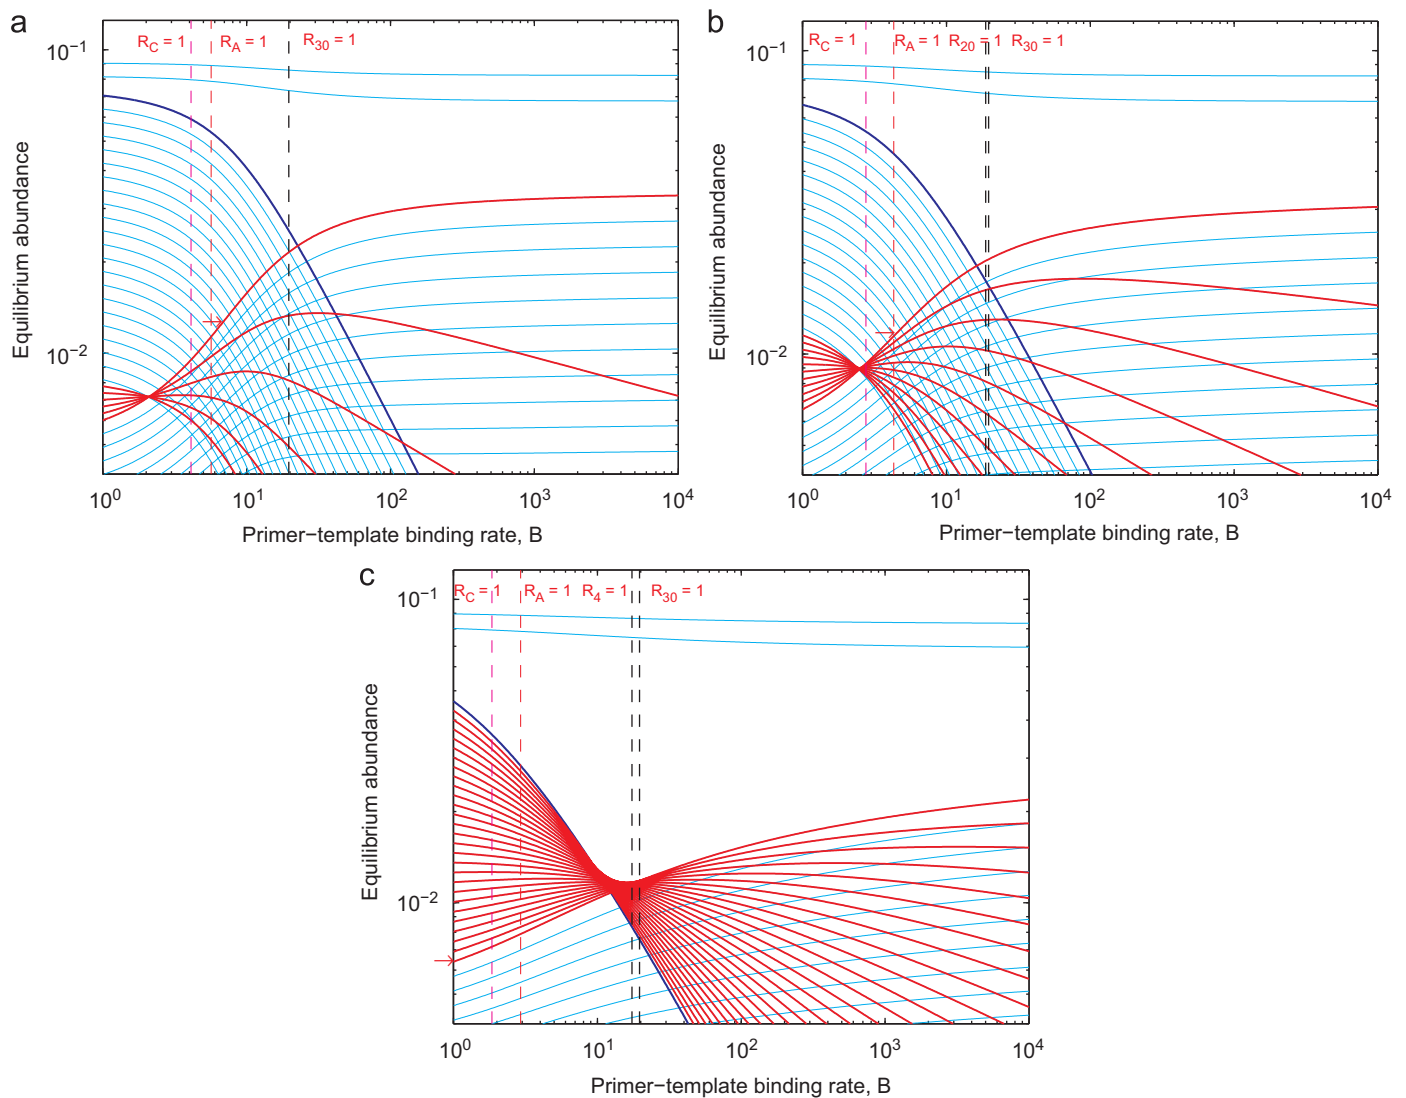 a
R_C = 1 R_A = 1 R_30 = 1
10^-1
10^-2
Equilibrium abundance
10^0 10^1 10^2 10^3 10^4
Primer−template binding rate, B
b
R_C = 1 R_A = 1 R_20 = 1 R_30 = 1
10^-1
10^-2
Equilibrium abundance
10^0 10^1 10^2 10^3 10^4
Primer−template binding rate, B
c
R_C = 1 R_A = 1 R_4 = 1 R_30 = 1
10^-1
10^-2
Equilibrium abundance
10^0 10^1 10^2 10^3 10^4
Primer−template binding rate, B